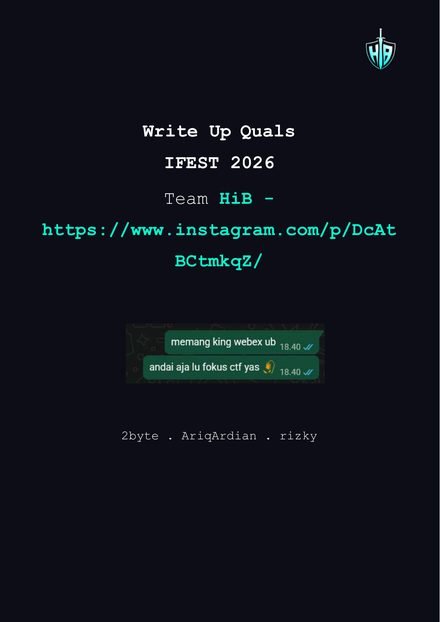 HiB
Write Up Quals
IFEST 2026
Team HiB -
https://www.instagram.com/p/DcAt
BCtmkqZ/
memang king webex ub 18.40
andai aja lu fokus ctf yas 18.40
2byte . AriqArdian . rizky